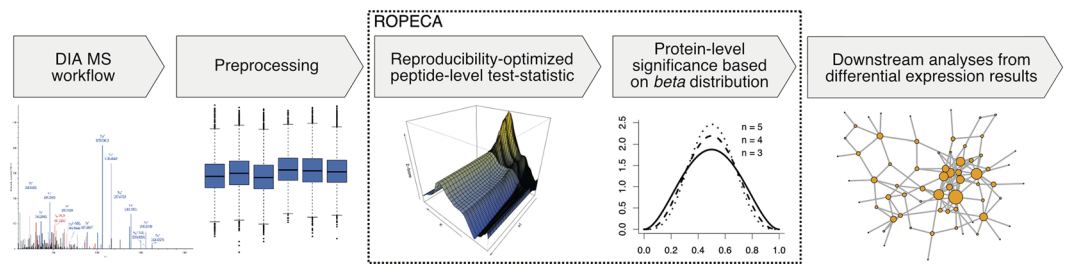 ROPECA
DIA MS
workflow
Preprocessing
Reproducibility-optimized
peptide-level test-statistic
Protein-level
significance based
on beta distribution
Downstream analyses from
differential expression results
2.5
2.0
1.5
1.0
0.5
0.0
n = 5
n = 4
n = 3
0.0 0.2 0.4 0.6 0.8 1.0